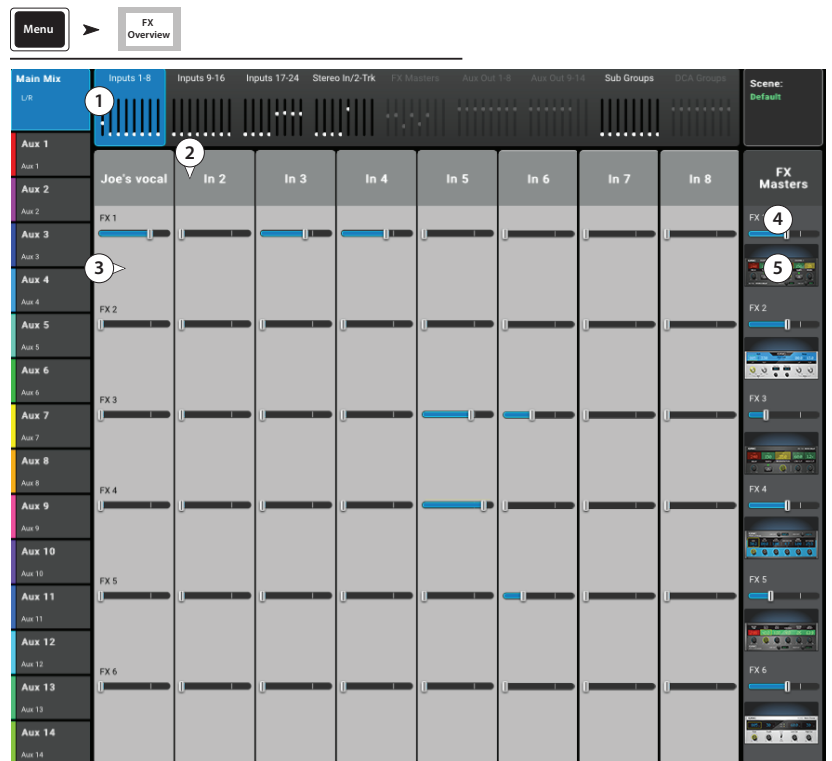 Menu
FX
Overview
Main Mix
L/R
Inputs 1-8
Inputs 9-16
Inputs 17-24
Stereo In/2-Trk
FX Masters
Aux Out 1-8
Aux Out 9-14
Sub Groups
DCA Groups
Scene:
Default
1
2
Joe's vocal
In 2
In 3
In 4
In 5
In 6
In 7
In 8
FX
Masters
Aux 1
Aux 1
Aux 2
Aux 2
Aux 3
Aux 3
Aux 4
Aux 4
Aux 5
Aux 5
Aux 6
Aux 6
Aux 7
Aux 7
Aux 8
Aux 8
Aux 9
Aux 9
Aux 10
Aux 10
Aux 11
Aux 11
Aux 12
Aux 12
Aux 13
Aux 13
Aux 14
Aux 14
FX 1
3
FX 2
FX 3
FX 4
FX 5
FX 6
FX
4
5
FX 2
FX 3
FX 4
FX 5
FX 6